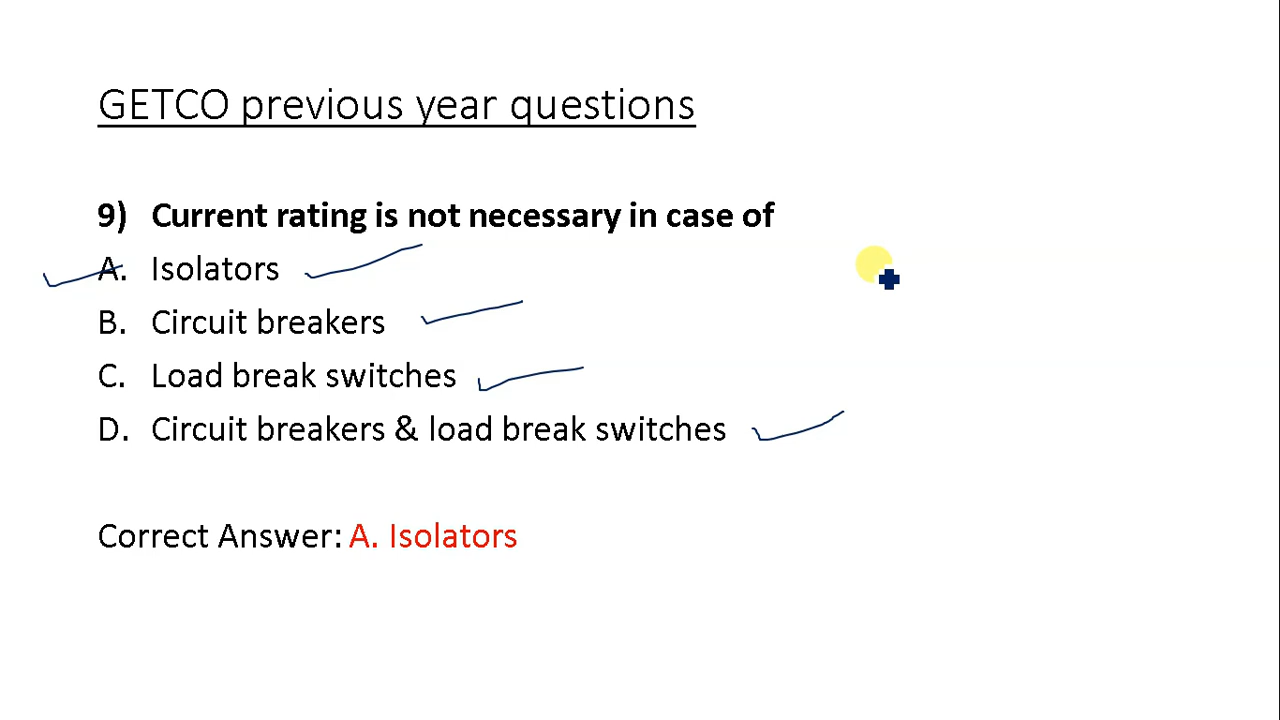 GETCO previous year questions
9) Current rating is not necessary in case of
A. Isolators
B. Circuit breakers
C. Load break switches
D. Circuit breakers & load break switches
Correct Answer: A. Isolators